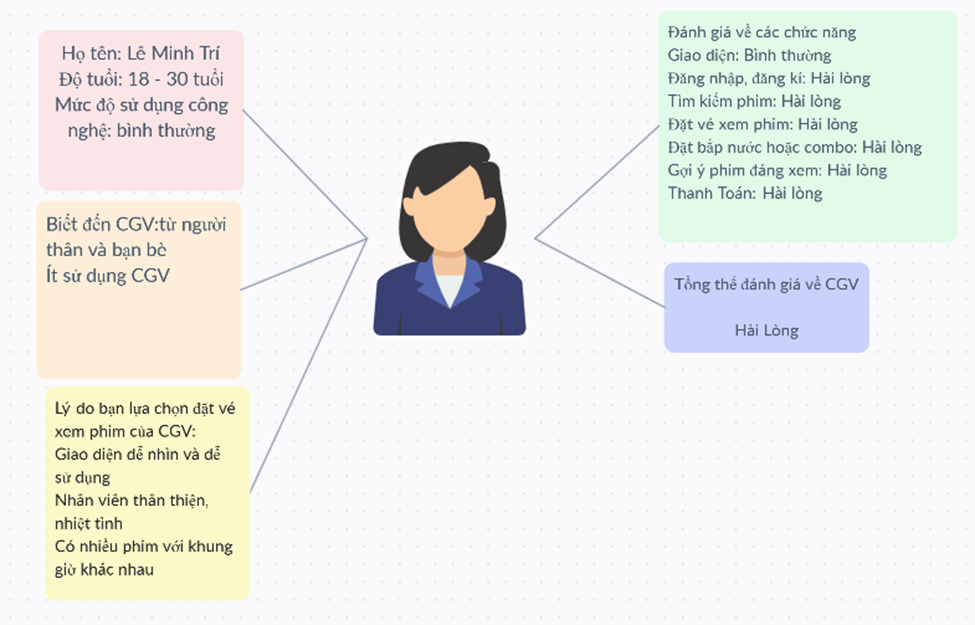 Họ tên: Lê Minh Trí
Độ tuổi: 18 - 30 tuổi
Mức độ sử dụng công
nghệ: bình thường
Biết đến CGV:từ người
thân và bạn bè
Ít sử dụng CGV
Lý do bạn lựa chọn đặt vé
xem phim của CGV:
Giao diện dễ nhìn và dễ
sử dụng
Nhân viên thân thiện,
nhiệt tình
Có nhiều phim với khung
giờ khác nhau
Đánh giá về các chức năng
Giao diện: Bình thường
Đăng nhập, đăng kí: Hài lòng
Tìm kiếm phim: Hài lòng
Đặt vé xem phim: Hài lòng
Đặt bắp nước hoặc combo: Hài lòng
Gợi ý phim đáng xem: Hài lòng
Thanh Toán: Hài lòng
Tổng thể đánh giá về CGV
Hài Lòng